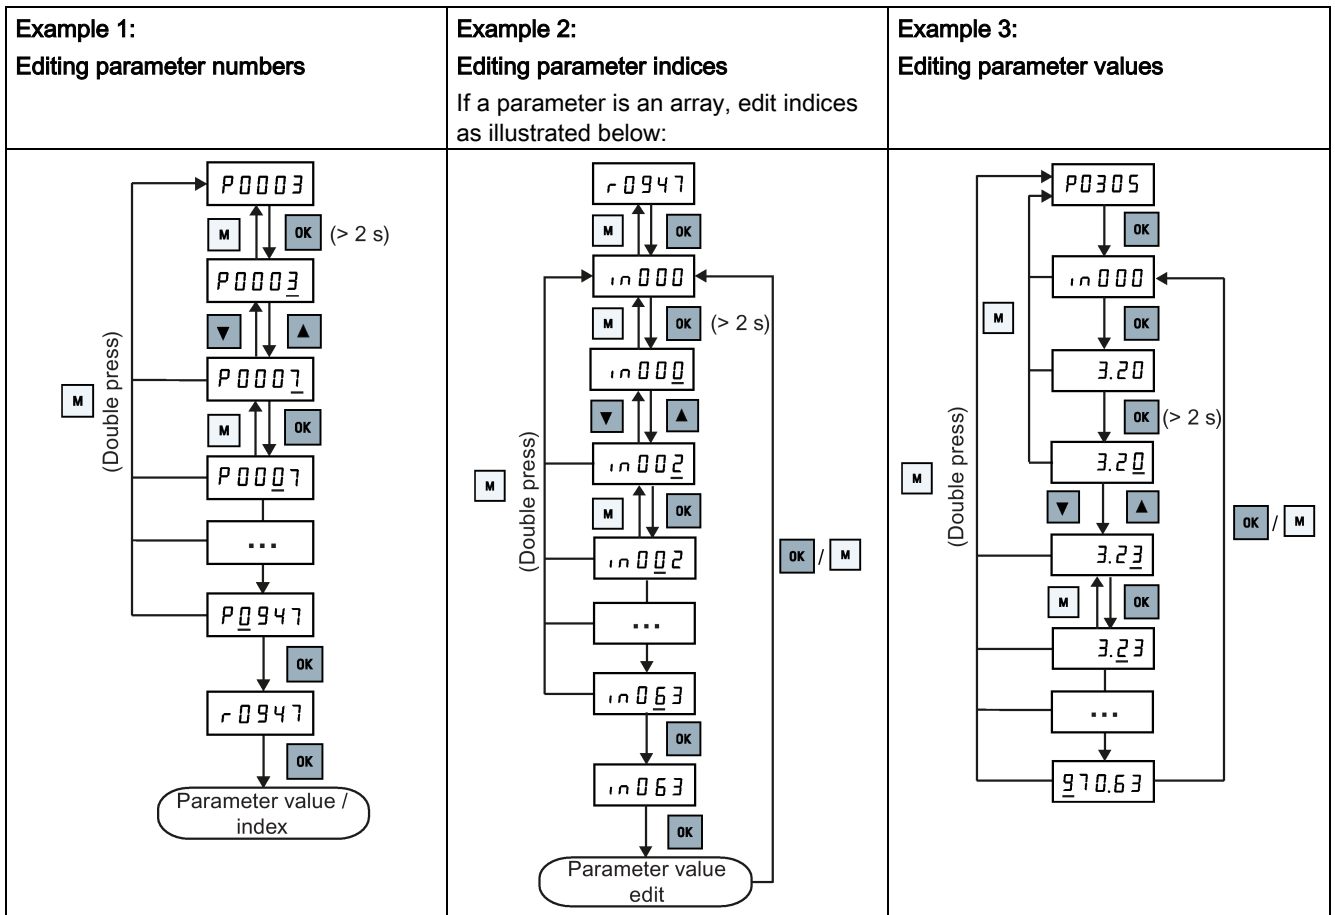 Example 1:
Editing parameter numbers
Example 2:
Editing parameter indices
If a parameter is an array, edit indices
as illustrated below:
Example 3:
Editing parameter values
P0003
M OK (> 2 s)
P0003
P0007
M OK
P0007
M
(Double press)
...
P0947
OK
r0947
OK
Parameter value /
index
r0947
M OK
in000
M OK (> 2 s)
in000
in002
M OK
in002
M
(Double press)
OK / M
...
in063
OK
in063
OK
Parameter value
edit
P0305
OK
in000
M
OK
3.20
OK (> 2 s)
3.20
M
(Double press)
OK / M
3.23
M OK
3.23
...
970.63